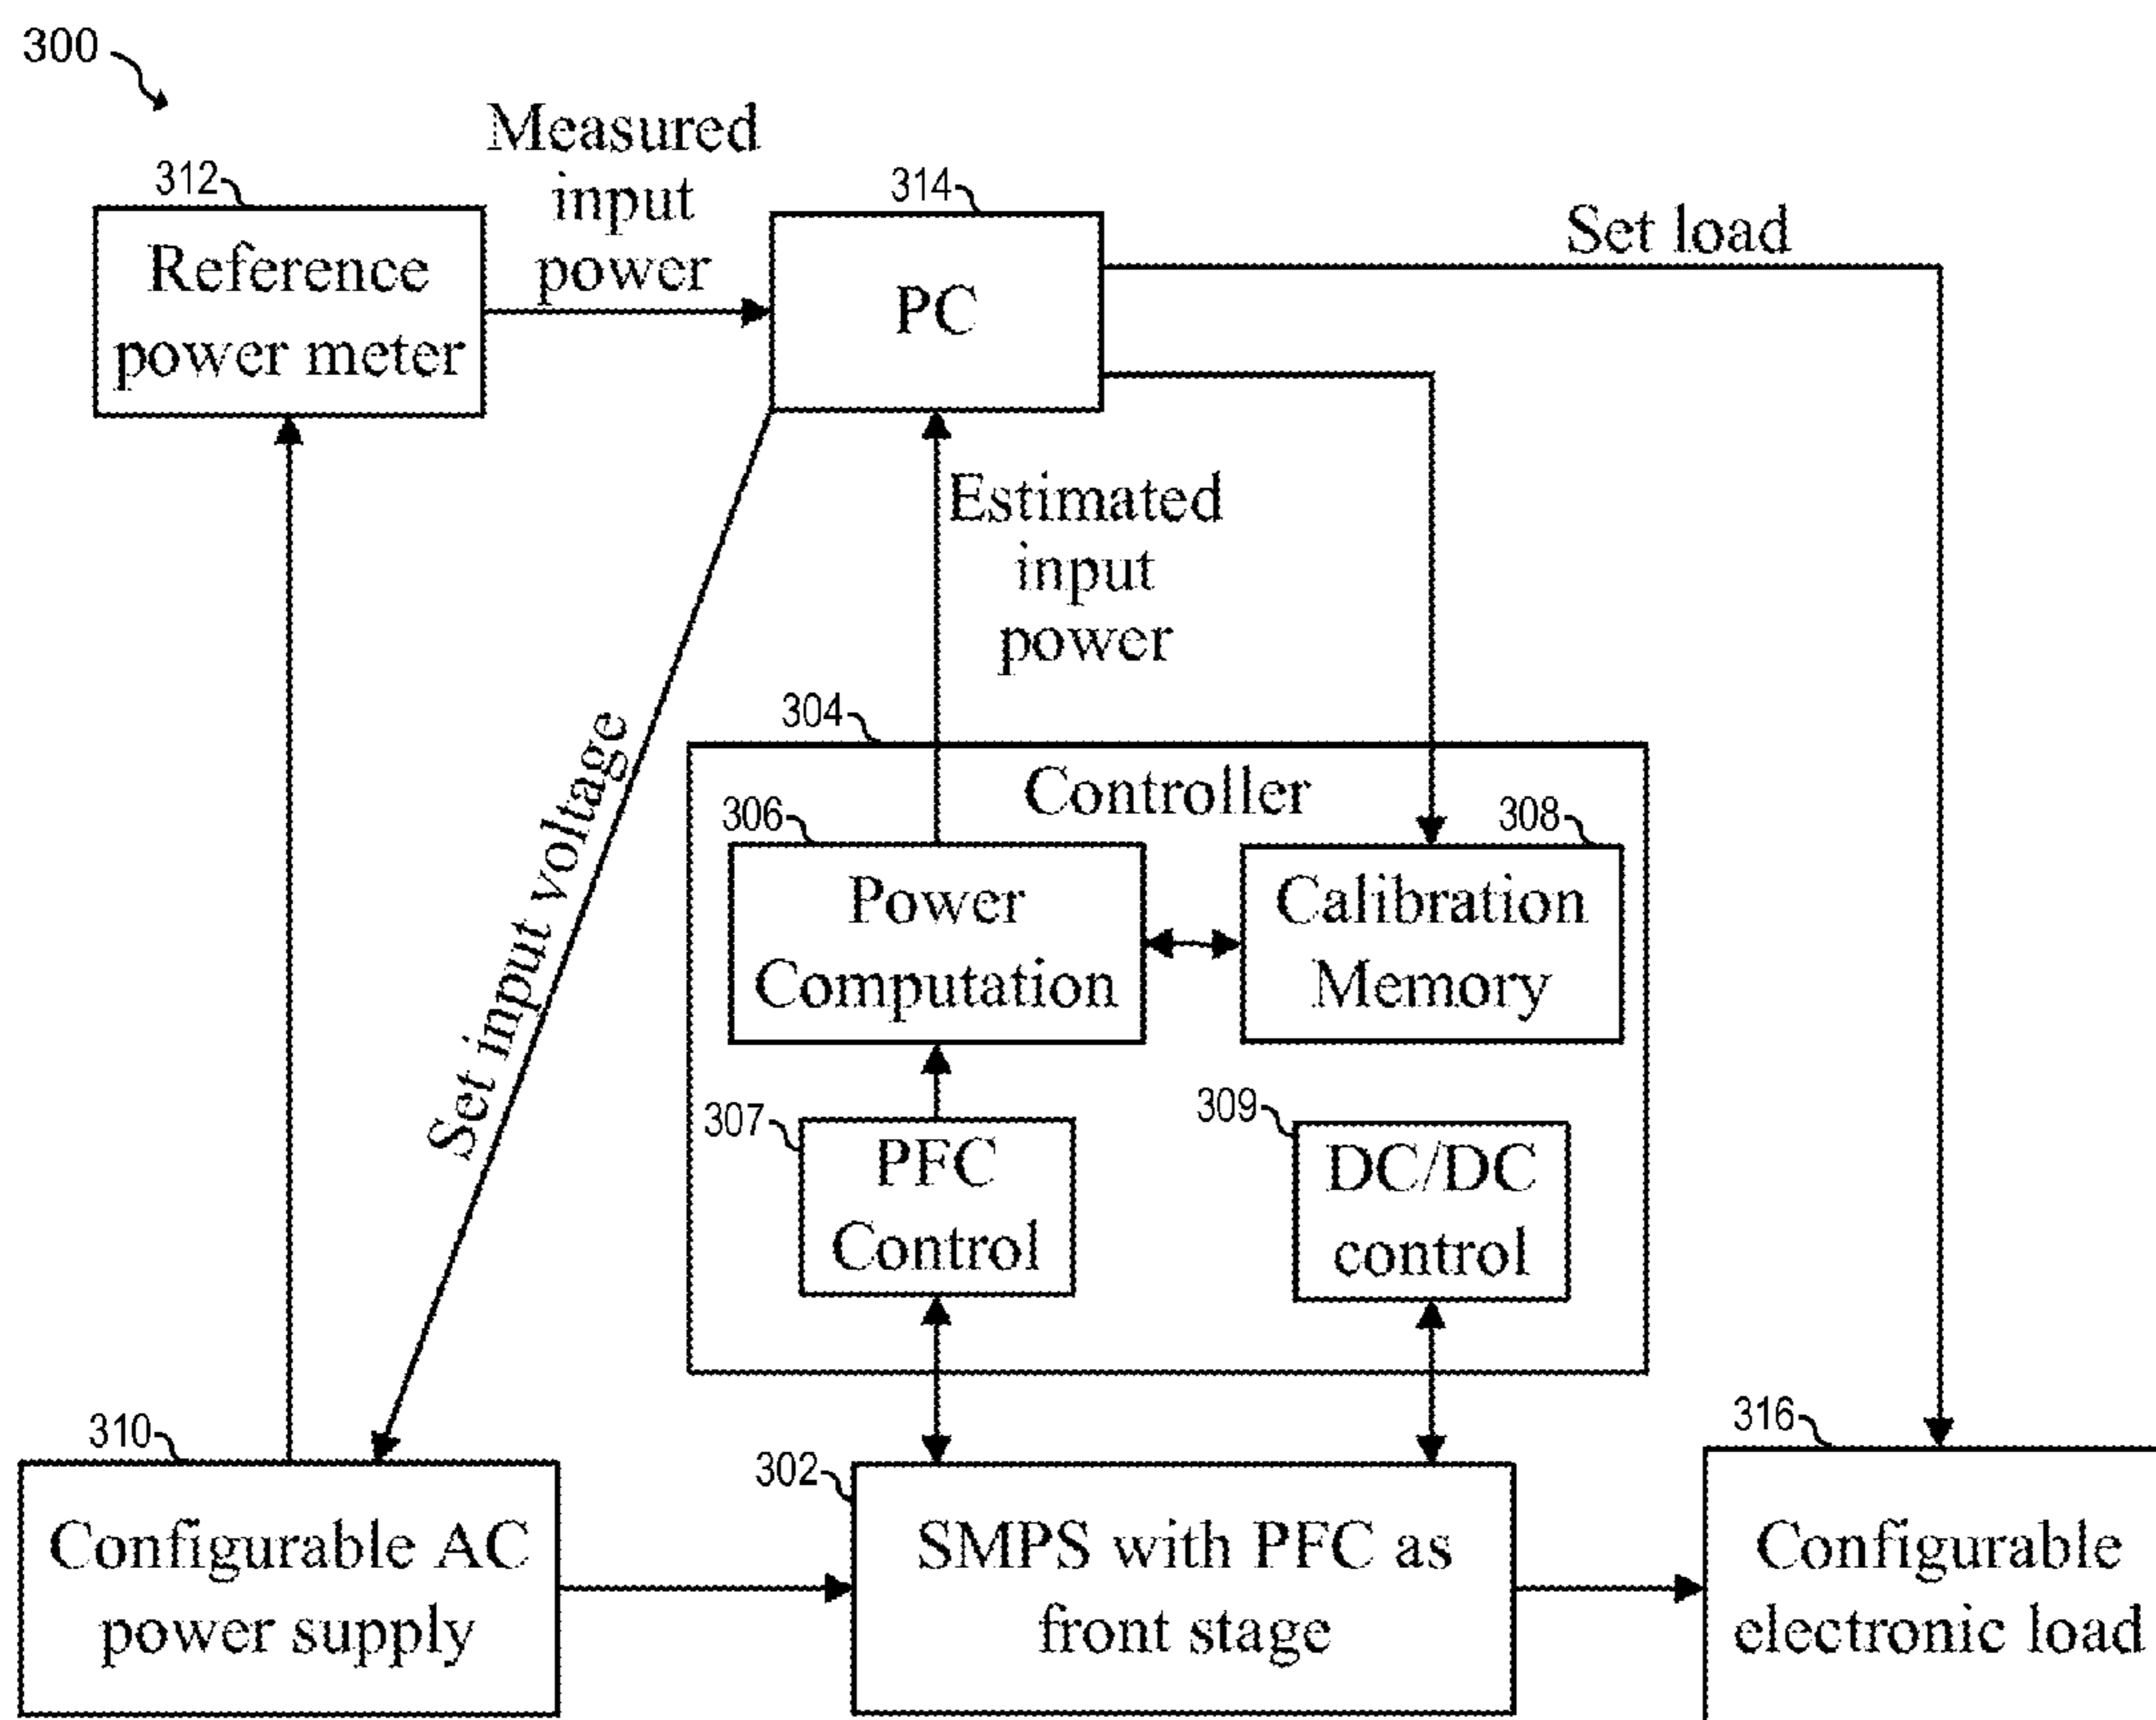 300
Measured
input
power
312
Reference
power meter
314
PC
Set load
Estimated
input
power
Set input voltage
304
Controller
306
Power
Computation
308
Calibration
Memory
307
PFC
Control
309
DC/DC
control
310
Configurable AC
power supply
302
SMPS with PFC as
front stage
316
Configurable
electronic load